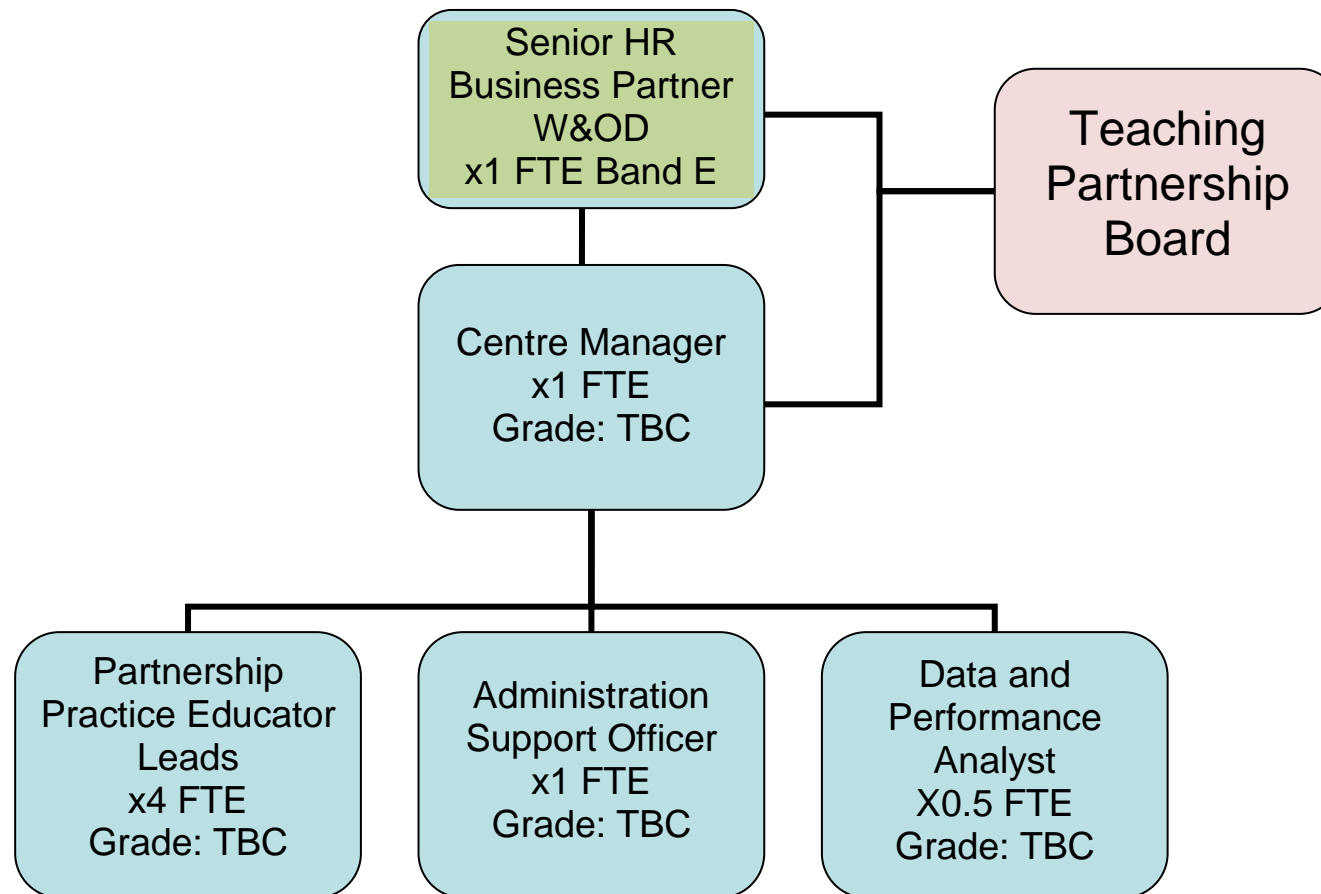 Senior HR
Business Partner
W&OD
x1 FTE Band E
Teaching
Partnership
Board
Centre Manager
x1 FTE
Grade: TBC
Partnership
Practice Educator
Leads
x4 FTE
Grade: TBC
Administration
Support Officer
x1 FTE
Grade: TBC
Data and
Performance
Analyst
X0.5 FTE
Grade: TBC